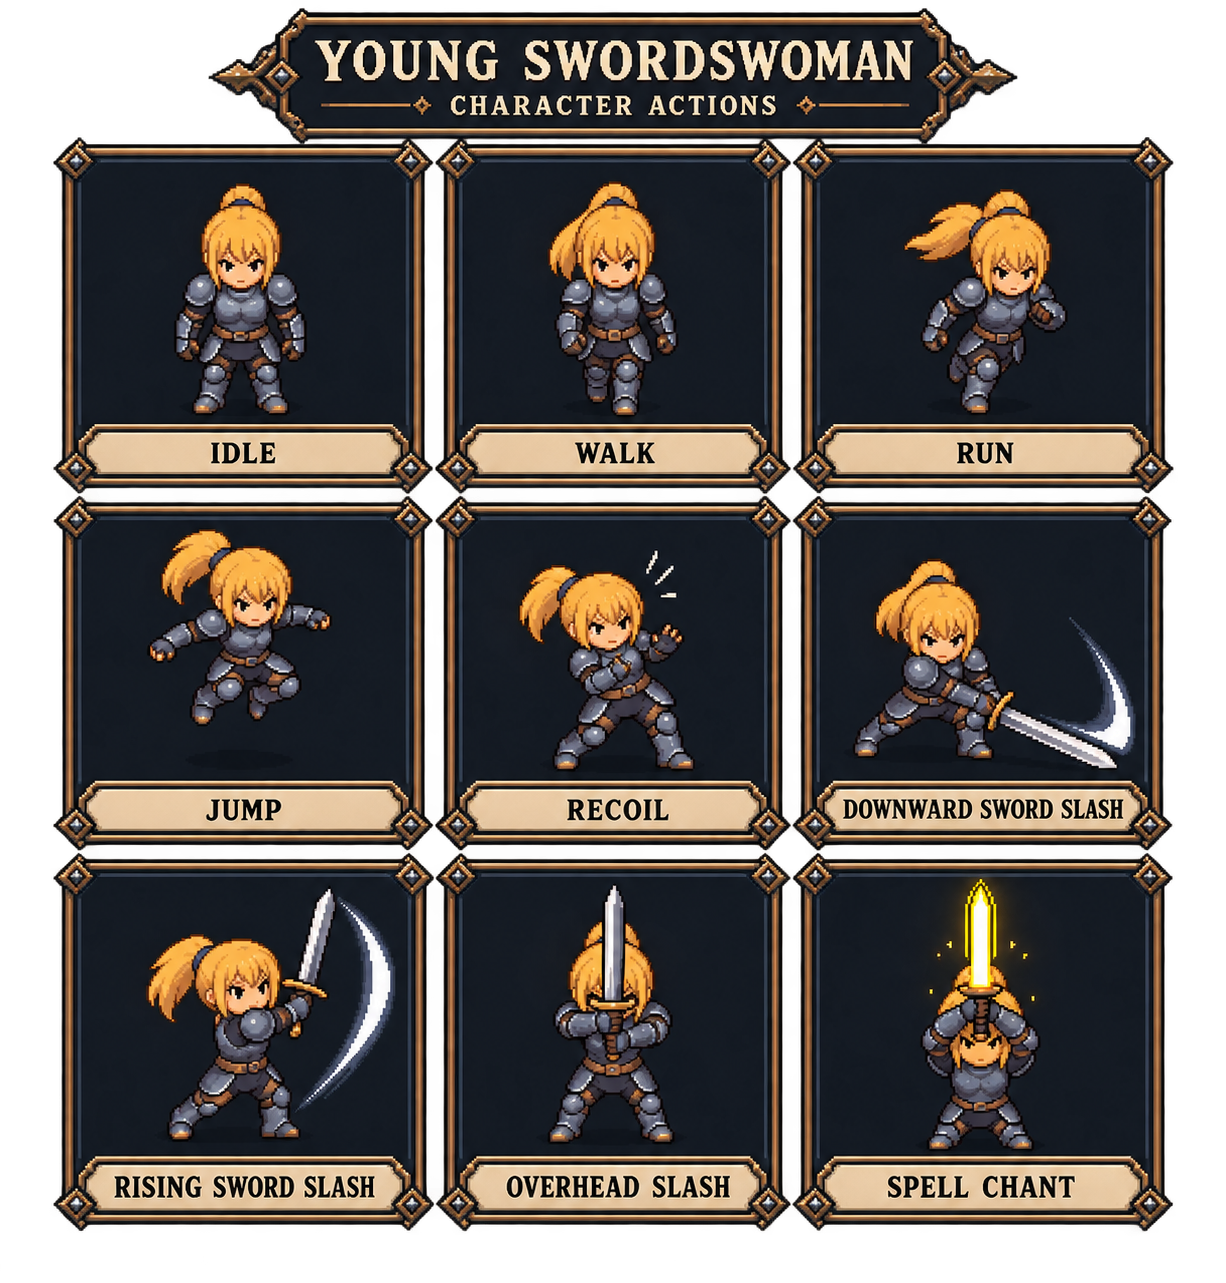 YOUNG SWORDSWOMAN
CHARACTER ACTIONS
IDLE
WALK
RUN
JUMP
RECOIL
DOWNWARD SWORD SLASH
RISING SWORD SLASH
OVERHEAD SLASH
SPELL CHANT